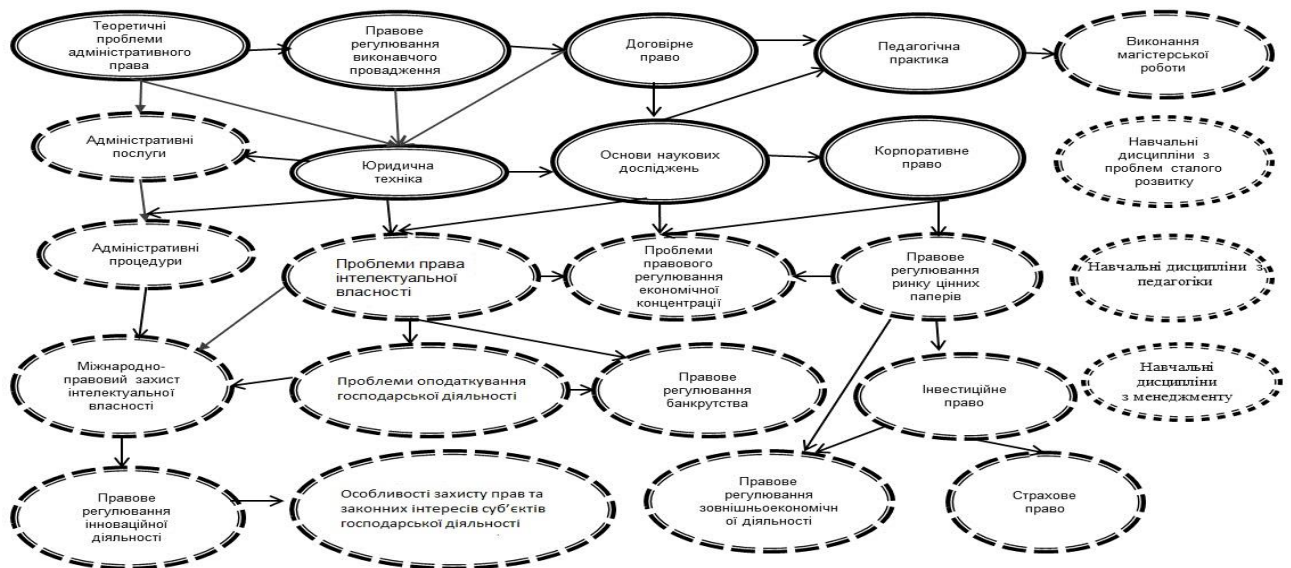 Теоретичні
проблеми
адміністративного
права
Правове
регулювання
виконавчого
провадження
Договірне
право
Педагогічна
практика
Виконання
магістерської
роботи
Адміністративні
послуги
Юридична
техніка
Основи наукових
досліджень
Корпоративне
право
Навчальні
дисципліни з
проблем сталого
розвитку
Адміністративні
процедури
Проблеми права
інтелектуальної
власності
Проблеми
правового
регулювання
економічної
концентрації
Правове
регулювання
ринку цінних
паперів
Навчальні дисципліни з
педагогіки
Міжнародно-
правовий захист
інтелектуальної
власності
Проблеми оподаткування
господарської діяльності
Правове
регулювання
банкрутства
Інвестиційне
право
Навчальні
дисципліни
з менеджменту
Правове
регулювання
інноваційної
діяльності
Особливості захисту прав та
законних інтересів суб’єктів
господарської діяльності
Правове
регулювання
зовнішньоекономічн
ої діяльності
Страхове
право